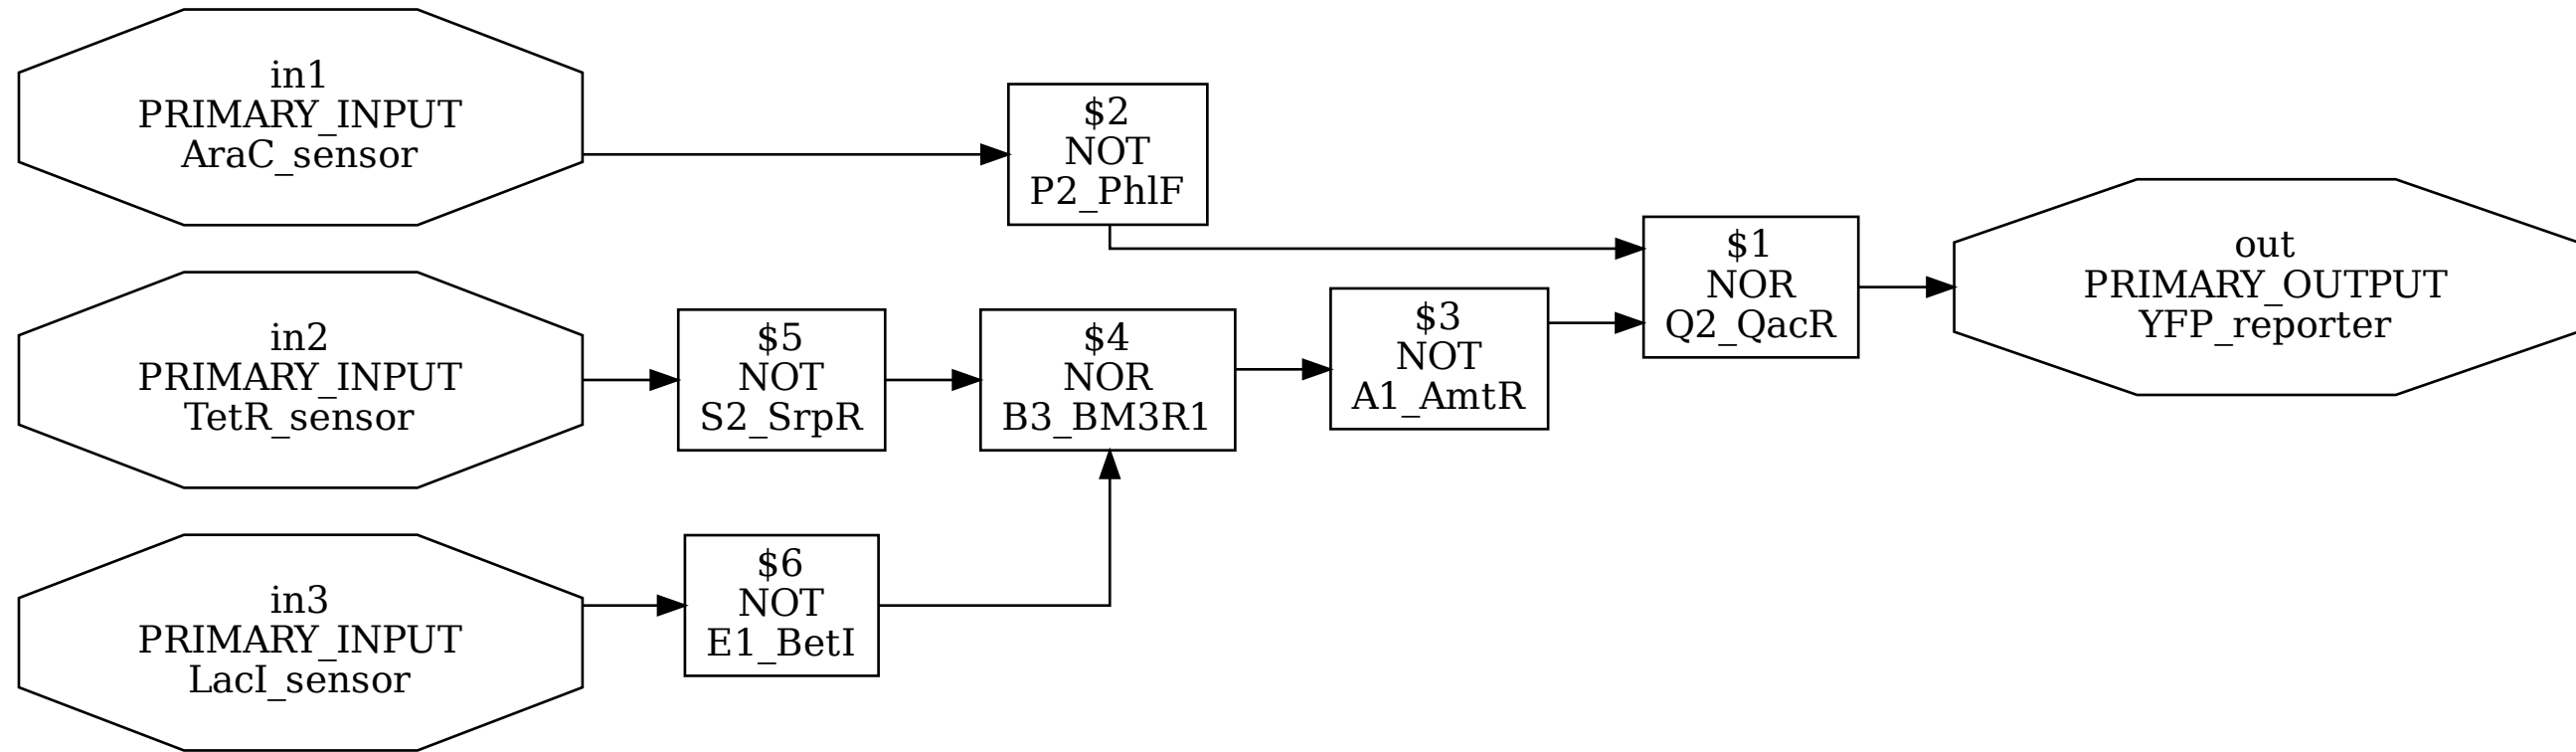 in1
PRIMARY_INPUT
AraC_sensor
$2
NOT
P2_PhlF
in2
PRIMARY_INPUT
TetR_sensor
$5
NOT
S2_SrpR
$4
NOR
B3_BM3R1
$3
NOT
A1_AmtR
$1
NOR
Q2_QacR
out
PRIMARY_OUTPUT
YFP_reporter
in3
PRIMARY_INPUT
LacI_sensor
$6
NOT
E1_BetI